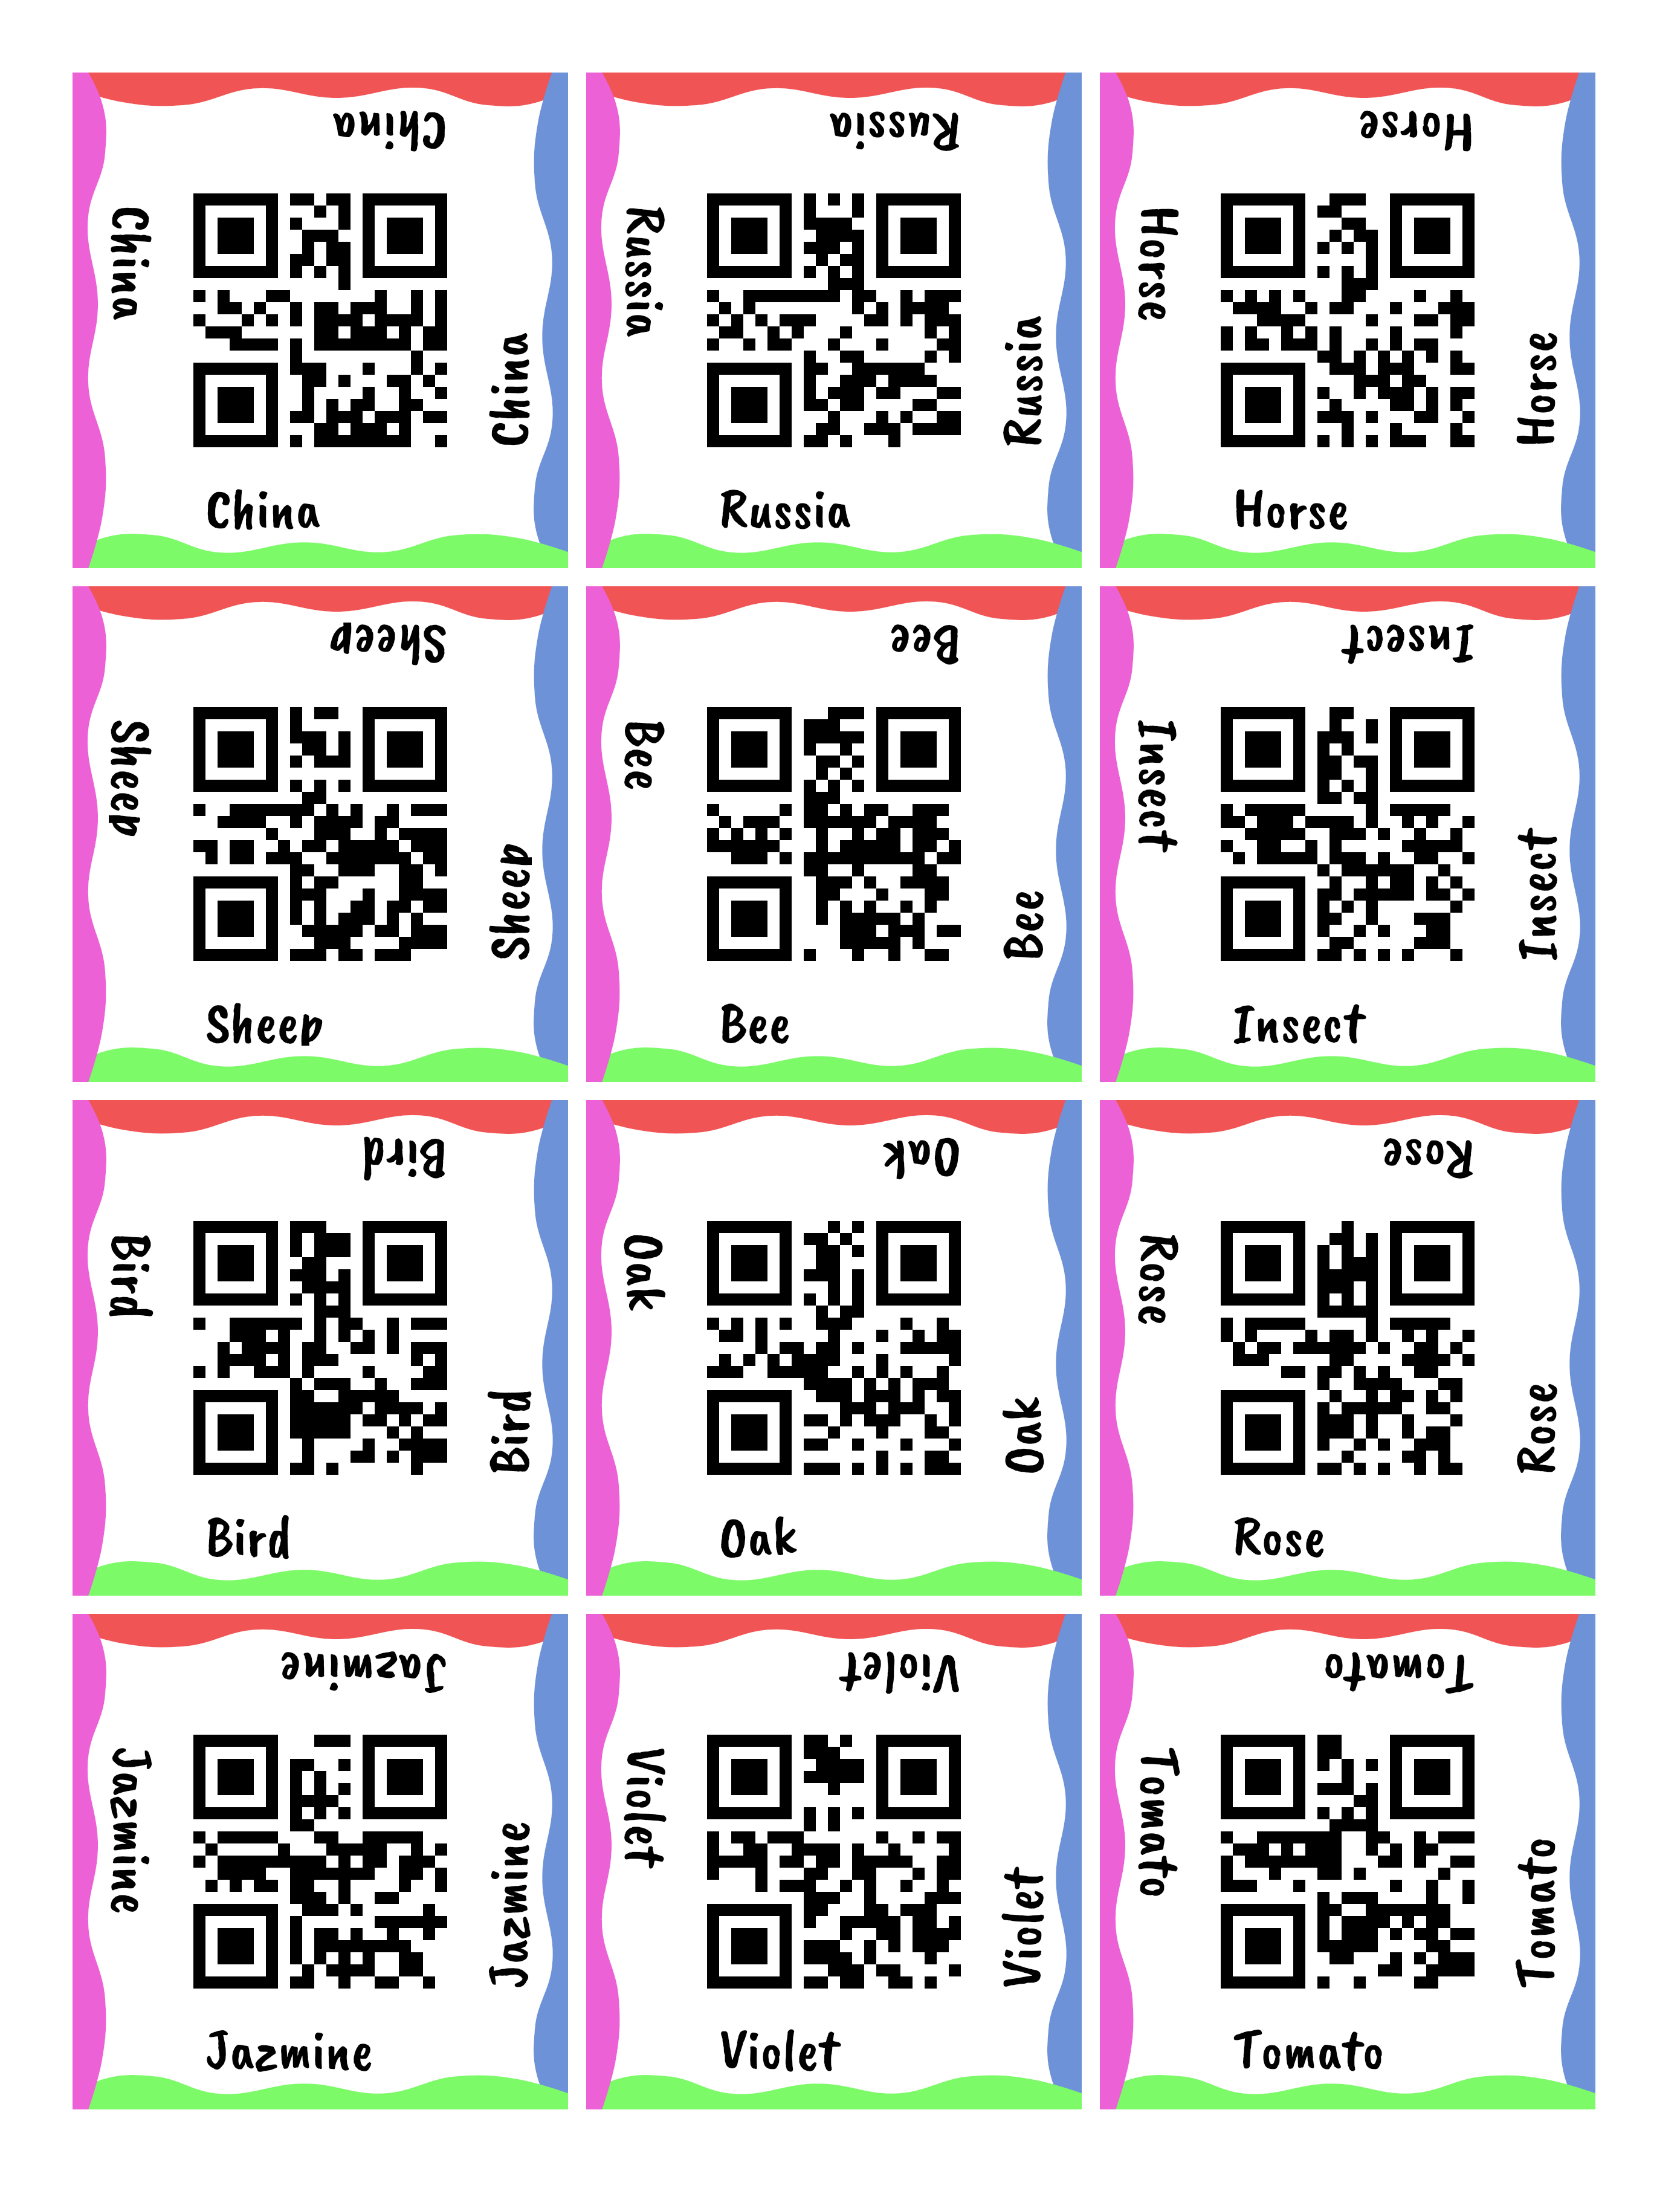 China
China
China
China
Russia
Russia
Russia
Russia
Horse
Horse
Horse
Horse
Sheep
Sheep
Sheep
Sheep
Bee
Bee
Bee
Bee
Insect
Insect
Insect
Insect
Bird
Bird
Bird
Bird
Oak
Oak
Oak
Oak
Rose
Rose
Rose
Rose
Jazmine
Jazmine
Jazmine
Jazmine
Violet
Violet
Violet
Violet
Tomato
Tomato
Tomato
Tomato